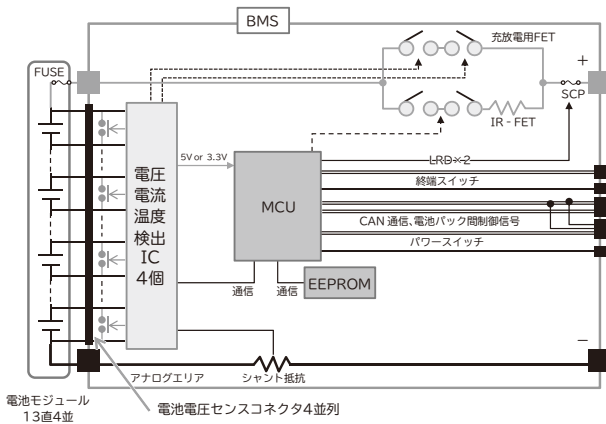 BMS
充放電用FET
FUSE
+
SCP
IR - FET
5V or 3.3V
LRD×2
電圧
電流
温度
検出
IC
4個
MCU
終端スイッチ
CAN 通信、電池パック間制御信号
パワースイッチ
通信
通信
EEPROM
−
アナログエリア
シャント抵抗
電池モジュール
13直4並
電池電圧センスコネクタ4並列